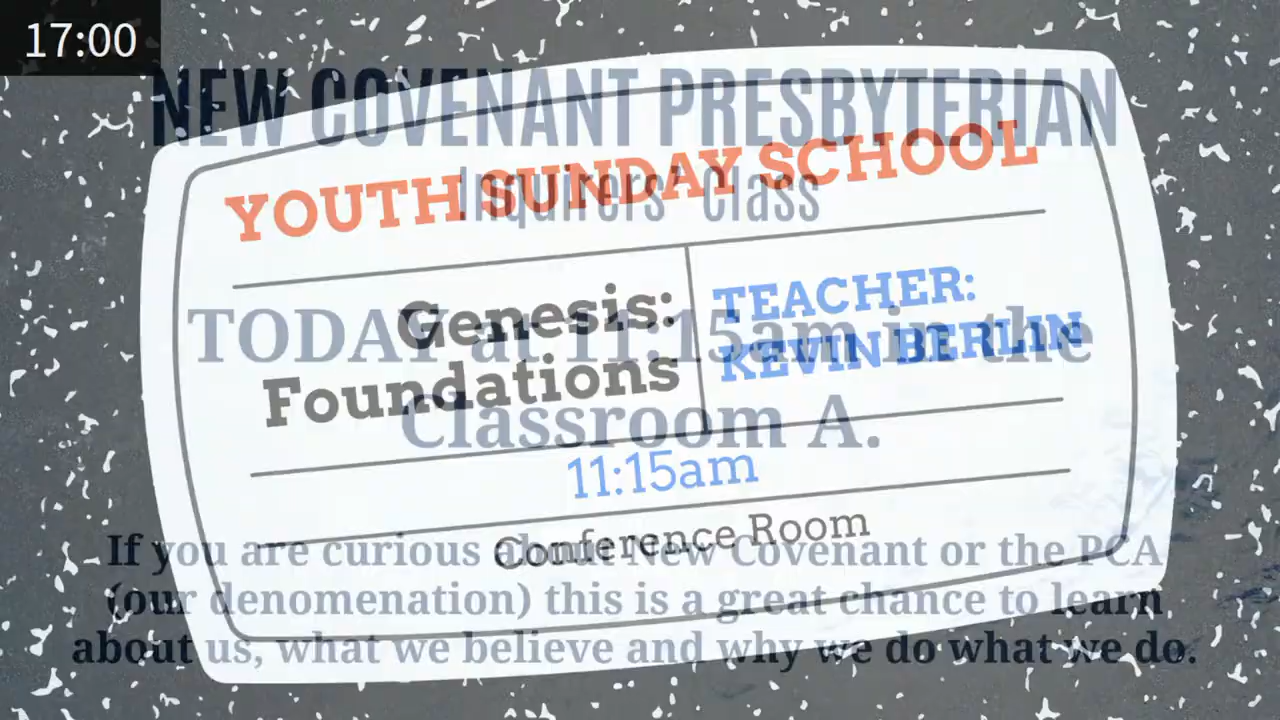 17:00
NEW COVENANT PRESBYTERIAN
Inquirers' Class
TODAY at 11:15am in the
Classroom A.
If you are curious about New Covenant or the PCA
(our denomenation) this is a great chance to learn
about us, what we believe and why we do what we do.
YOUTH SUNDAY SCHOOL
Genesis:
Foundations
TEACHER:
KEVIN BERLIN
11:15am
Conference Room